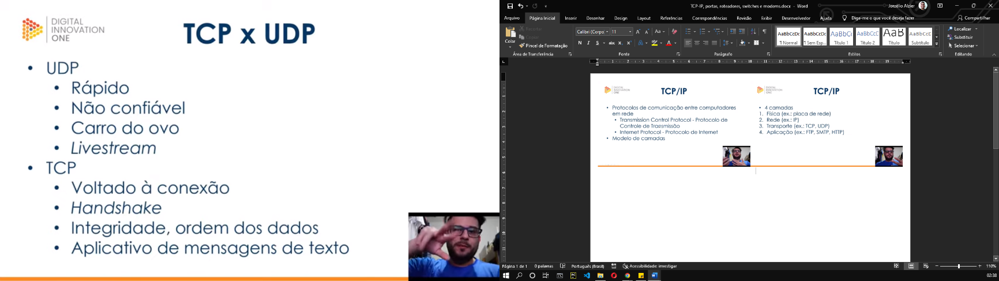 DIGITAL
INNOVATION
ONE
TCP x UDP
• UDP
• Rápido
• Não confiável
• Carro do ovo
• Livestream
• TCP
• Voltado à conexão
• Handshake
• Integridade, ordem dos dados
• Aplicativo de mensagens de texto
TCP-IP, portas, roteadores, switches e modems.docx - Word
Jorzélio Alzier
Arquivo Página Inicial Inserir Desenhar Design Layout Referências Correspondências Revisão Exibir Desenvolvedor Ajuda Diga-me o que você deseja fazer Compartilhar
Colar
Recortar
Copiar
Pincel de Formatação
Área de Transferência
Calibri (Corpo) 11
N I S
Fonte
Parágrafo
AaBbCcDc AaBbCcDc AaBbCc AaBbCcD AaB AaBbCcD
¶ Normal ¶ Sem Esp... Título 1 Título 2 Título Subtítulo
Estilos
Localizar
Substituir
Selecionar
Editando
DIGITAL
INNOVATION
ONE
TCP/IP
• Protocolos de comunicação entre computadores
em rede
• Transmission Control Protocol - Protocolo de
Controle de Transmissão
• Internet Protocol - Protocolo de Internet
• Modelo de camadas
DIGITAL
INNOVATION
ONE
TCP/IP
• 4 camadas
1. Física (ex.: placa de rede)
2. Rede (ex.: IP)
3. Transporte (ex.: TCP, UDP)
4. Aplicação (ex.: FTP, SMTP, HTTP)
Página 1 de 1 0 palavras Português (Brasil) Acessibilidade: investigar 110%
02:38